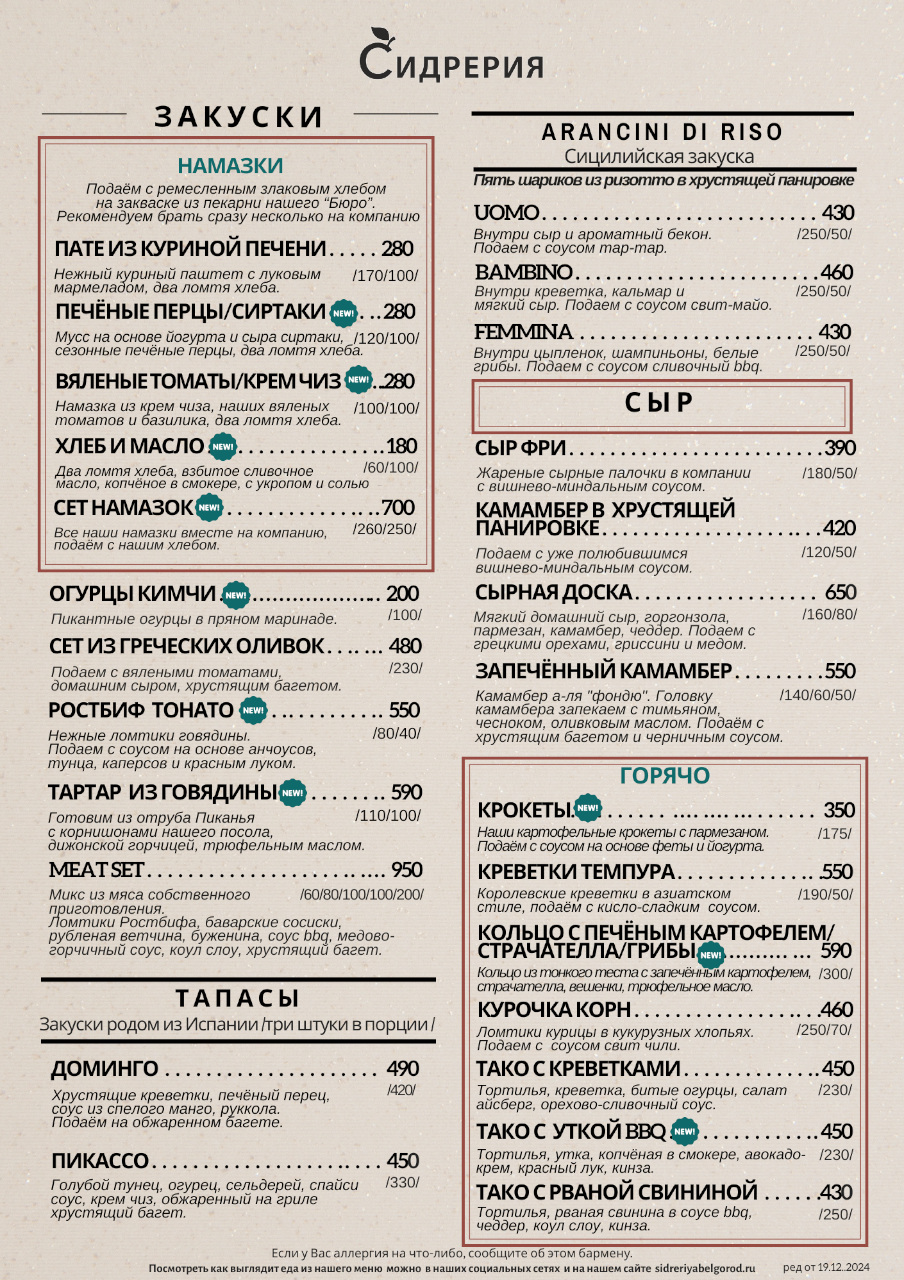 Сидрерия
ЗАКУСКИ
НАМАЗКИ
Подаём с ремесленным злаковым хлебом
на закваске из пекарни нашего “Бюро”.
Рекомендуем брать сразу несколько на компанию
ПАТЕ ИЗ КУРИНОЙ ПЕЧЕНИ . . . . . 280
Нежный куриный паштет с луковым /170/100/
мармеладом, два ломтя хлеба.
ПЕЧЁНЫЕ ПЕРЦЫ/СИРТАКИ NEW! . . . 280
Мусс на основе йогурта и сыра сиртаки, /120/100/
сезонные печёные перцы, два ломтя хлеба.
ВЯЛЕНЫЕ ТОМАТЫ/КРЕМ ЧИЗ NEW! ...280
Намазка из крем чиза, наших вяленых /100/100/
томатов и базилика, два ломтя хлеба.
ХЛЕБ И МАСЛО NEW! . . . . . . . . . . . . . . 180
Два ломтя хлеба, взбитое сливочное /60/100/
масло, копчёное в смокере, с укропом и солью
СЕТ НАМАЗОК NEW! . . . . . . . . . . . . . . . .700
Все наши намазки вместе на компанию, /260/250/
подаём с нашим хлебом.
ОГУРЦЫ КИМЧИ NEW! ...................... 200
Пикантные огурцы в пряном маринаде. /100/
СЕТ ИЗ ГРЕЧЕСКИХ ОЛИВОК . . . . . . . 480
Подаем с вялеными томатами, /230/
домашним сыром, хрустящим багетом.
РОСТБИФ ТОНАТО NEW! . . . . . . . . . . . . 550
Нежные ломтики говядины. /80/40/
Подаем с соусом на основе анчоусов,
тунца, каперсов и красным луком.
ТАРТАР ИЗ ГОВЯДИНЫ NEW! . . . . . . . . 590
Готовим из отруба Пиканья /110/100/
с корнишонами нашего посола,
дижонской горчицей, трюфельным маслом.
MEAT SET . . . . . . . . . . . . . . . . . . . . . . . . . 950
Микс из мяса собственного /60/80/100/100/200/
приготовления.
Ломтики Ростбифа, баварские сосиски,
рубленая ветчина, буженина, соус bbq, медово-
горчичный соус, коул слоу, хрустящий багет.
ТАПАСЫ
Закуски родом из Испании /три штуки в порции /
ДОМИНГО . . . . . . . . . . . . . . . . . . . . 490
Хрустящие креветки, печёный перец, /420/
соус из спелого манго, руккола.
Подаём на обжаренном багете.
ПИКАССО . . . . . . . . . . . . . . . . . . . . . . . 450
Голубой тунец, огурец, сельдерей, спайси /330/
соус, крем чиз, обжаренный на гриле
хрустящий багет.
ARANCINI DI RISO
Сицилийская закуска
Пять шариков из ризотто в хрустящей панировке
UOMO . . . . . . . . . . . . . . . . . . . . . . . . . . . 430
Внутри сыр и ароматный бекон. /250/50/
Подаем с соусом тар-тар.
BAMBINO . . . . . . . . . . . . . . . . . . . . . . . .460
Внутри креветка, кальмар и /250/50/
мягкий сыр. Подаем с соусом свит-майо.
FEMMINA . . . . . . . . . . . . . . . . . . . . . . . 430
Внутри цыпленок, шампиньоны, белые /250/50/
грибы. Подаем с соусом сливочный bbq.
СЫР
СЫР ФРИ . . . . . . . . . . . . . . . . . . . . . . . . . 390
Жареные сырные палочки в компании /180/50/
с вишнево-миндальным соусом.
КАМАМБЕР В ХРУСТЯЩЕЙ
ПАНИРОВКЕ . . . . . . . . . . . . . . . . . . . . . . .420
Подаем с уже полюбившимся /120/50/
вишнево-миндальным соусом.
СЫРНАЯ ДОСКА . . . . . . . . . . . . . . . . . . 650
Мягкий домашний сыр, горгонзола, /160/80/
пармезан, камамбер, чеддер. Подаем с
грецкими орехами, гриссини и медом.
ЗАПЕЧЁННЫЙ КАМАМБЕР . . . . . . . . .550
Камамбер а-ля "фондю". Головку /140/60/50/
камамбера запекаем с тимьяном,
чесноком, оливковым маслом. Подаём с
хрустящим багетом и черничным соусом.
ГОРЯЧО
КРОКЕТЫ. NEW! . . . . . . .... .... ... . . . . . . . 350
Наши картофельные крокеты с пармезаном. /175/
Подаём с соусом на основе феты и йогурта.
КРЕВЕТКИ ТЕМПУРА . . . . . . . . . . . . . . .550
Королевские креветки в азиатском /190/50/
стиле, подаём с кисло-сладким соусом.
КОЛЬЦО С ПЕЧЁНЫМ КАРТОФЕЛЕМ/
СТРАЧАТЕЛЛА/ГРИБЫ NEW! ......... ... 590
Кольцо из тонкого теста с запечённым картофелем, /300/
страчателла, вешенки, трюфельное масло.
КУРОЧКА КОРН . . . . . . . . . . . . . . . . . . .460
Ломтики курицы в кукурузных хлопьях. /250/70/
Подаем с соусом свит чили.
ТАКО С КРЕВЕТКАМИ . . . . . . . . . . . . . .450
Тортилья, креветка, битые огурцы, салат /230/
айсберг, орехово-сливочный соус.
ТАКО С УТКОЙ BBQ NEW! . . . . . . . . . . . .450
Тортилья, утка, копчёная в смокере, авокадо- /230/
крем, красный лук, кинза.
ТАКО С РВАНОЙ СВИНИНОЙ . . . . . .430
Тортилья, рваная свинина в соусе bbq, /250/
чеддер, коул слоу, кинза.
Если у Вас аллергия на что-либо, сообщите об этом бармену.
Посмотреть как выглядит еда из нашего меню можно в наших социальных сетях и на нашем сайте sidreriyabelgorod.ru ред от 19.12..2024